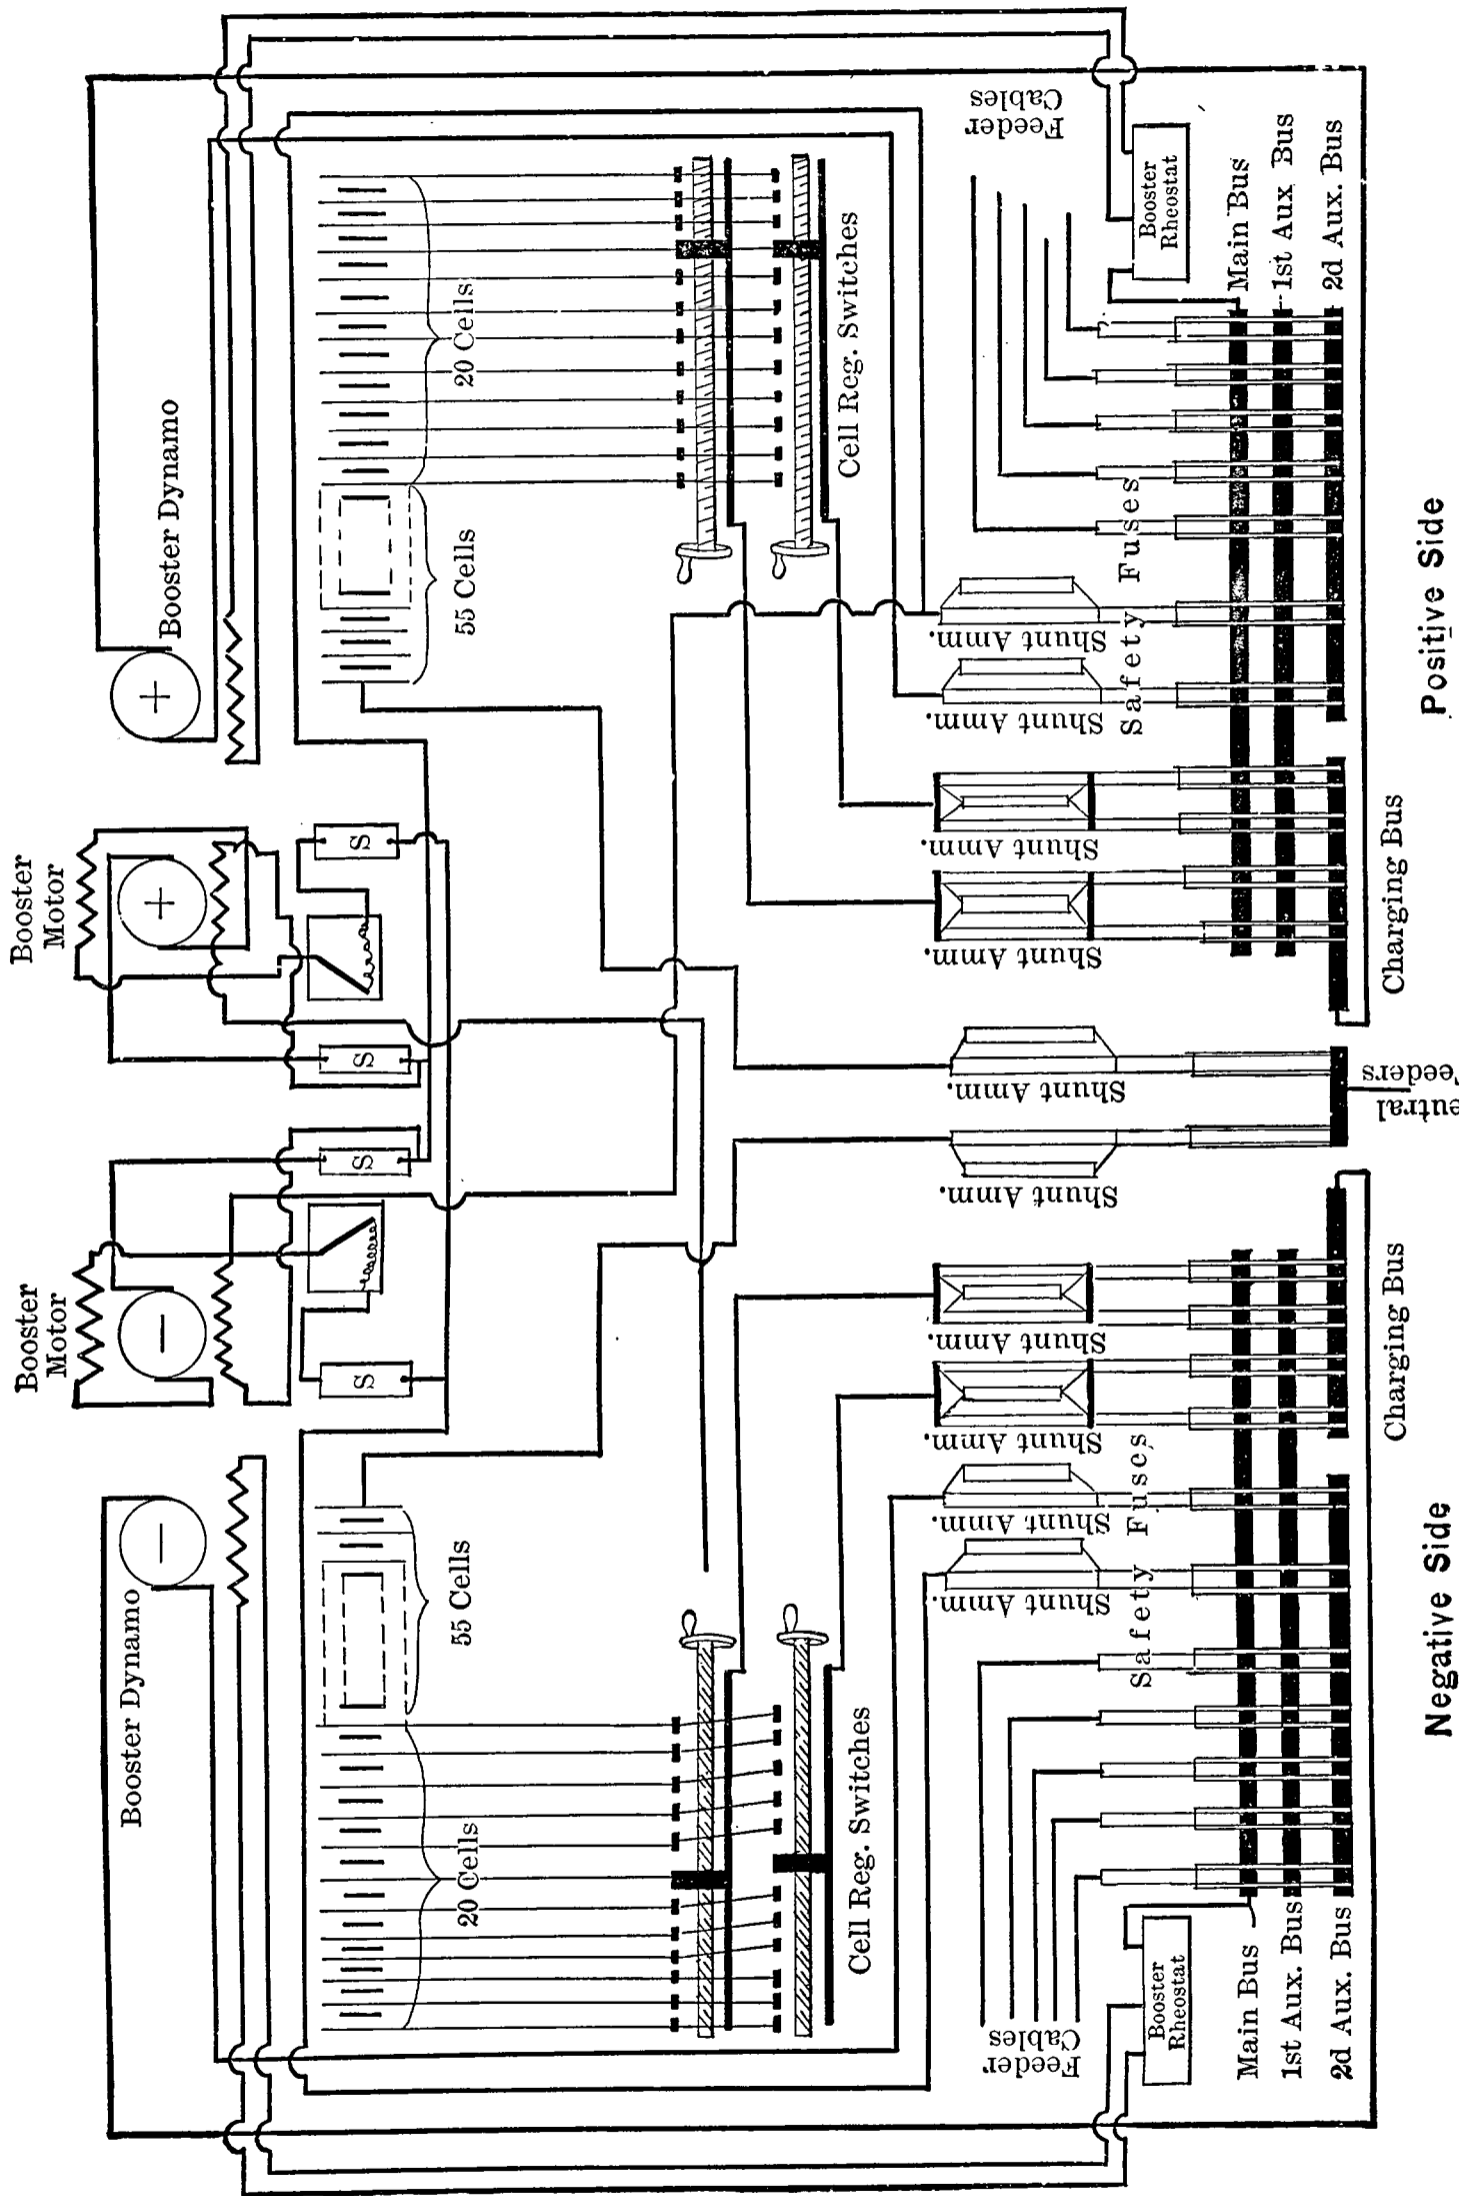 Booster Dynamo
Booster
Motor
Booster
Motor
Booster Dynamo
+
+
−
−
S
S
S
S
55 Cells
20 Cells
55 Cells
20 Cells
Cell Reg. Switches
Cell Reg. Switches
Feeder
Cables
Feeder
Cables
Shunt Amm.
Shunt Amm.
Shunt Amm.
Shunt Amm.
Shunt Amm.
Shunt Amm.
Shunt Amm.
Shunt Amm.
Shunt Amm.
Shunt Amm.
Safety Fuses
Safety Fuses
Booster
Rheostat
Booster
Rheostat
Main Bus
1st Aux. Bus
2d Aux. Bus
Main Bus
1st Aux Bus
2d Aux. Bus
Charging Bus
Charging Bus
eutral
eeders
Negative Side
Positive Side